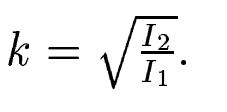 k = √(I₂/I₁).